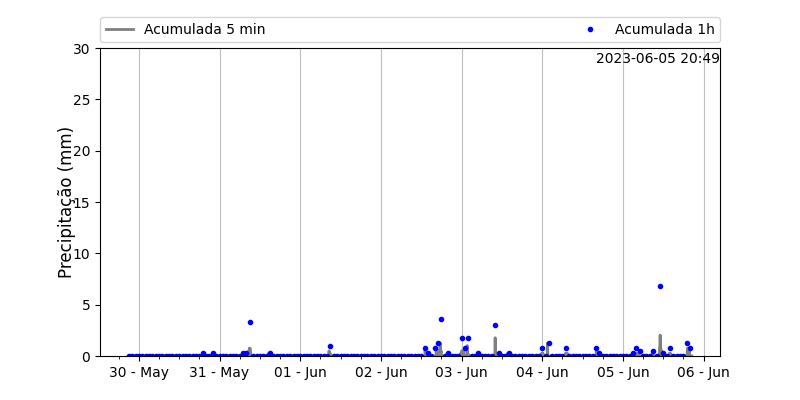 Acumulada 5 min
Acumulada 1h
2023-06-05 20:49
Precipitação (mm)
30
25
20
15
10
5
0
30 - May
31 - May
01 - Jun
02 - Jun
03 - Jun
04 - Jun
05 - Jun
06 - Jun